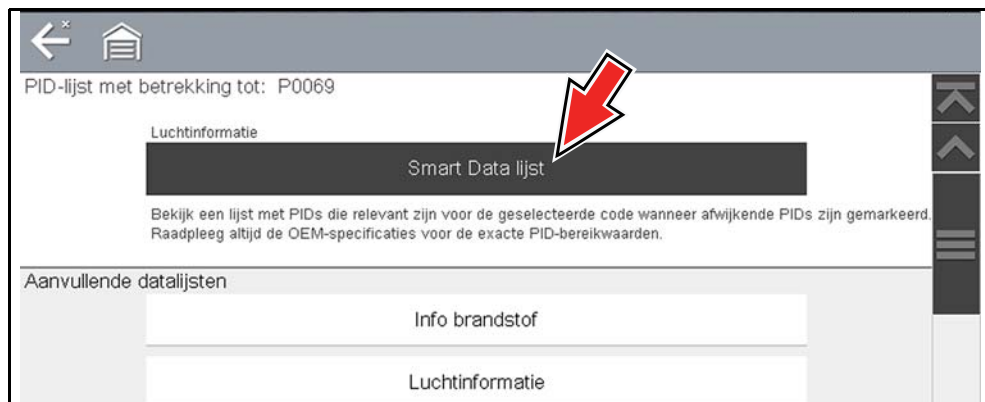 PID-lijst met betrekking tot: P0069
Luchtinformatie
Smart Data lijst
Bekijk een lijst met PIDs die relevant zijn voor de geselecteerde code wanneer afwijkende PIDs zijn gemarkeerd.
Raadpleeg altijd de OEM-specificaties voor de exacte PID-bereikwaarden.
Aanvullende datalijsten
Info brandstof
Luchtinformatie